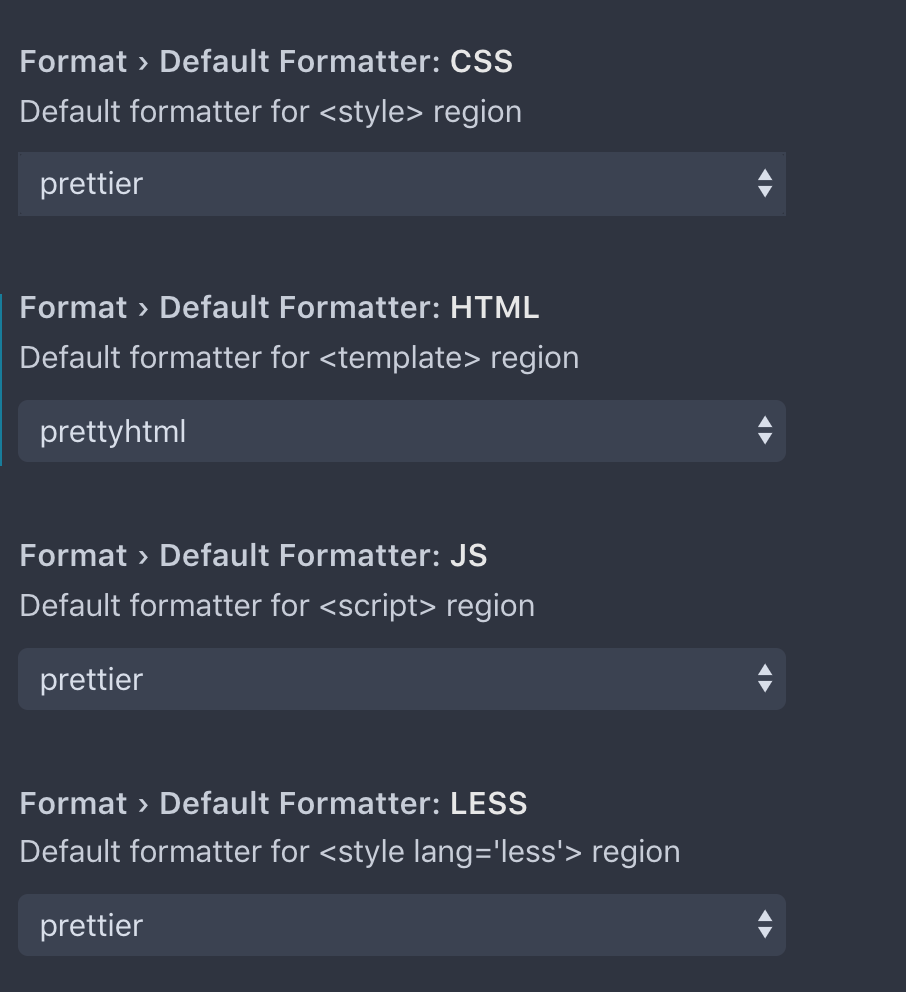 Format › Default Formatter: CSS
Default formatter for <style> region
prettier
Format › Default Formatter: HTML
Default formatter for <template> region
prettyhtml
Format › Default Formatter: JS
Default formatter for <script> region
prettier
Format › Default Formatter: LESS
Default formatter for <style lang='less'> region
prettier